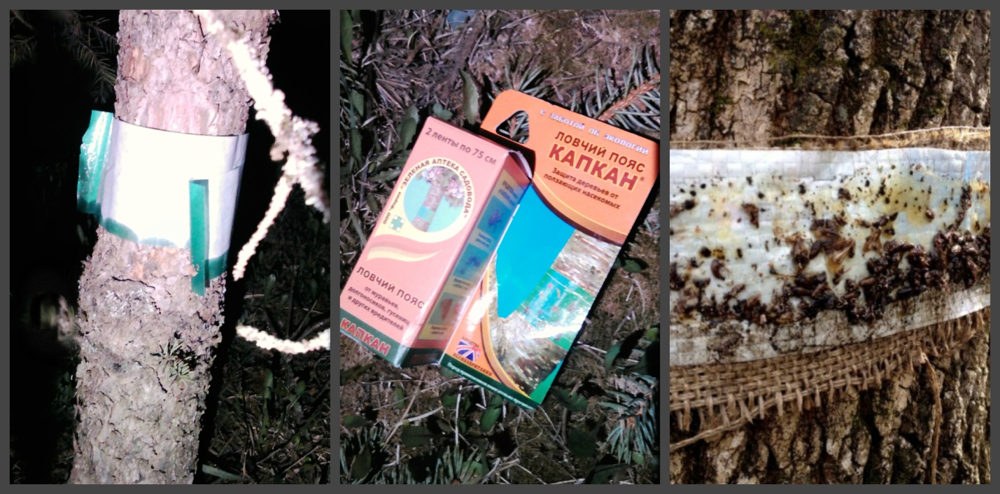 2 ленты по 75 см
ООО "Фирма "ЗЕЛЕНАЯ АПТЕКА САДОВОДА"
ЛОВЧИЙ ПОЯС
от муравьев,
долгоносиков, гусениц
и других вредителей
КАПКАН
С ЗАБОТОЙ ОБ ЭКОЛОГИИ
ЛОВЧИЙ ПОЯС
КАПКАН®
Защита деревьев от
ползающих насекомых